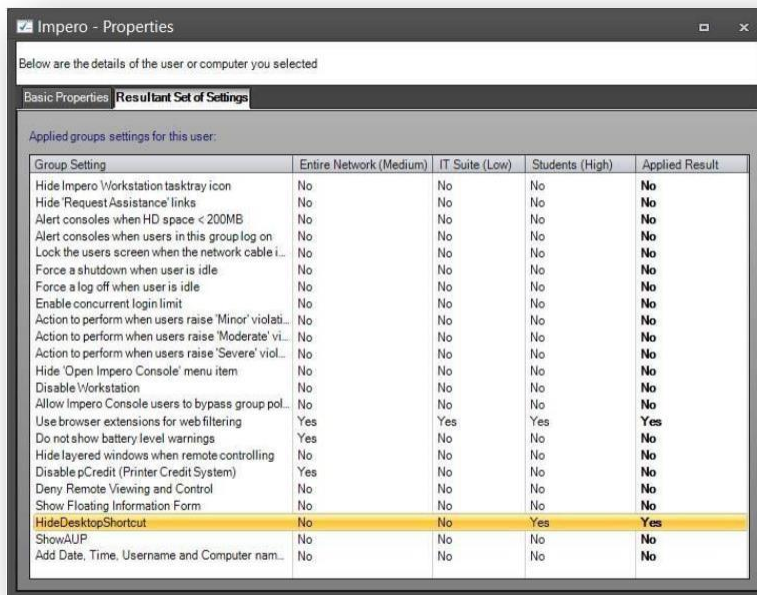 Impero - Properties
Below are the details of the user or computer you selected
Basic Properties Resultant Set of Settings
Applied groups settings for this user:
Group Setting Entire Network (Medium) IT Suite (Low) Students (High) Applied Result
Hide Impero Workstation tasktray icon No No No No
Hide 'Request Assistance' links No No No No
Alert consoles when HD space < 200MB No No No No
Alert consoles when users in this group log on No No No No
Lock the users screen when the network cable i... No No No No
Force a shutdown when user is idle No No No No
Force a log off when user is idle No No No No
Enable concurrent login limit No No No No
Action to perform when users raise 'Minor' violati... No No No No
Action to perform when users raise 'Moderate' vi... No No No No
Action to perform when users raise 'Severe' viol... No No No No
Hide 'Open Impero Console' menu item No No No No
Disable Workstation No No No No
Allow Impero Console users to bypass group pol... No No No No
Use browser extensions for web filtering Yes Yes Yes Yes
Do not show battery level warnings Yes No No No
Hide layered windows when remote controlling No No No No
Disable pCredit (Printer Credit System) Yes No No No
Deny Remote Viewing and Control No No No No
Show Floating Information Form No No No No
HideDesktopShortcut No No Yes Yes
ShowAUP No No No No
Add Date, Time, Username and Computer nam... No No No No